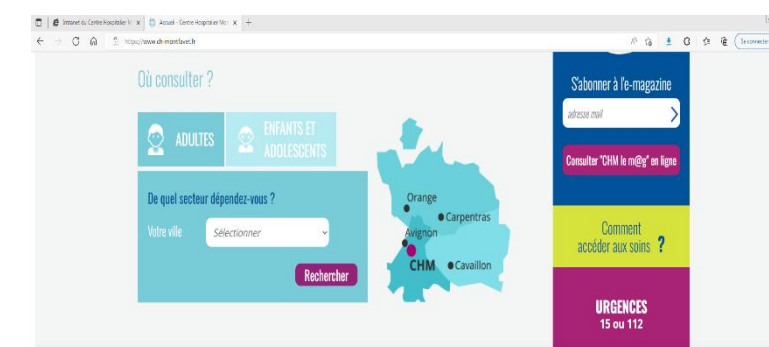 Intranet du Centre Hospitalier
Accueil - Centre Hospitalier
https://www.ch-montfavet.fr
Se connecter
Où consulter ?
ADULTES
ENFANTS ET
ADOLESCENTS
De quel secteur dépendez-vous ?
Votre ville
Sélectionner
Rechercher
Orange
Carpentras
Avignon
CHM
Cavaillon
S'abonner à l'e-magazine
adresse mail
Consulter "CHM le m@g" en ligne
Comment
accéder aux soins ?
URGENCES
15 ou 112